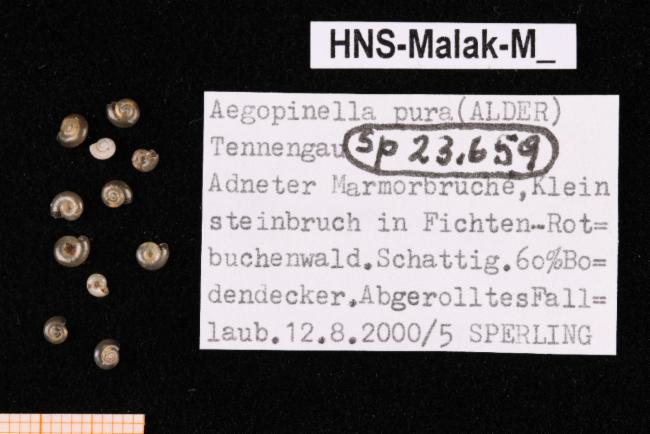 HNS-Malak-M_
Aegopinella pura(ALDER)
Tennengau Sp 23.659
Adneter Marmorbrüche,Klein
steinbruch in Fichten-Rot=
buchenwald.Schattig.60%Bo=
dendecker.AbgerolltesFall=
laub.12.8.2000/5 SPERLING